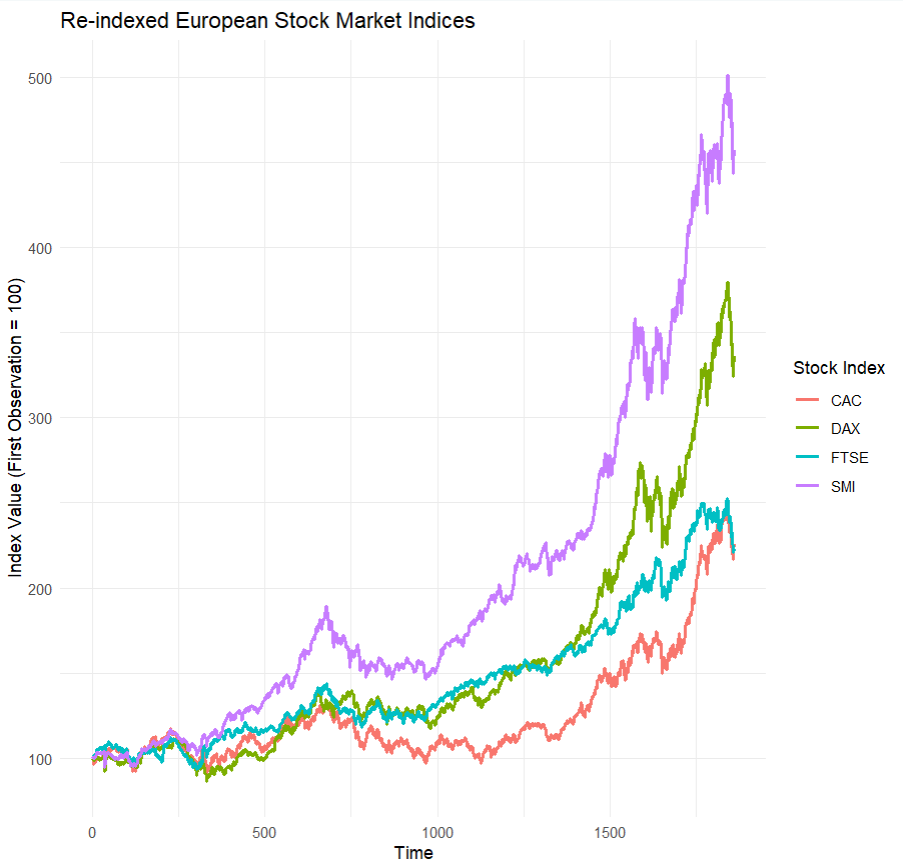 Re-indexed European Stock Market Indices
500
400
300
200
100
Index Value (First Observation = 100)
0
500
1000
1500
Time
Stock Index
CAC
DAX
FTSE
SMI